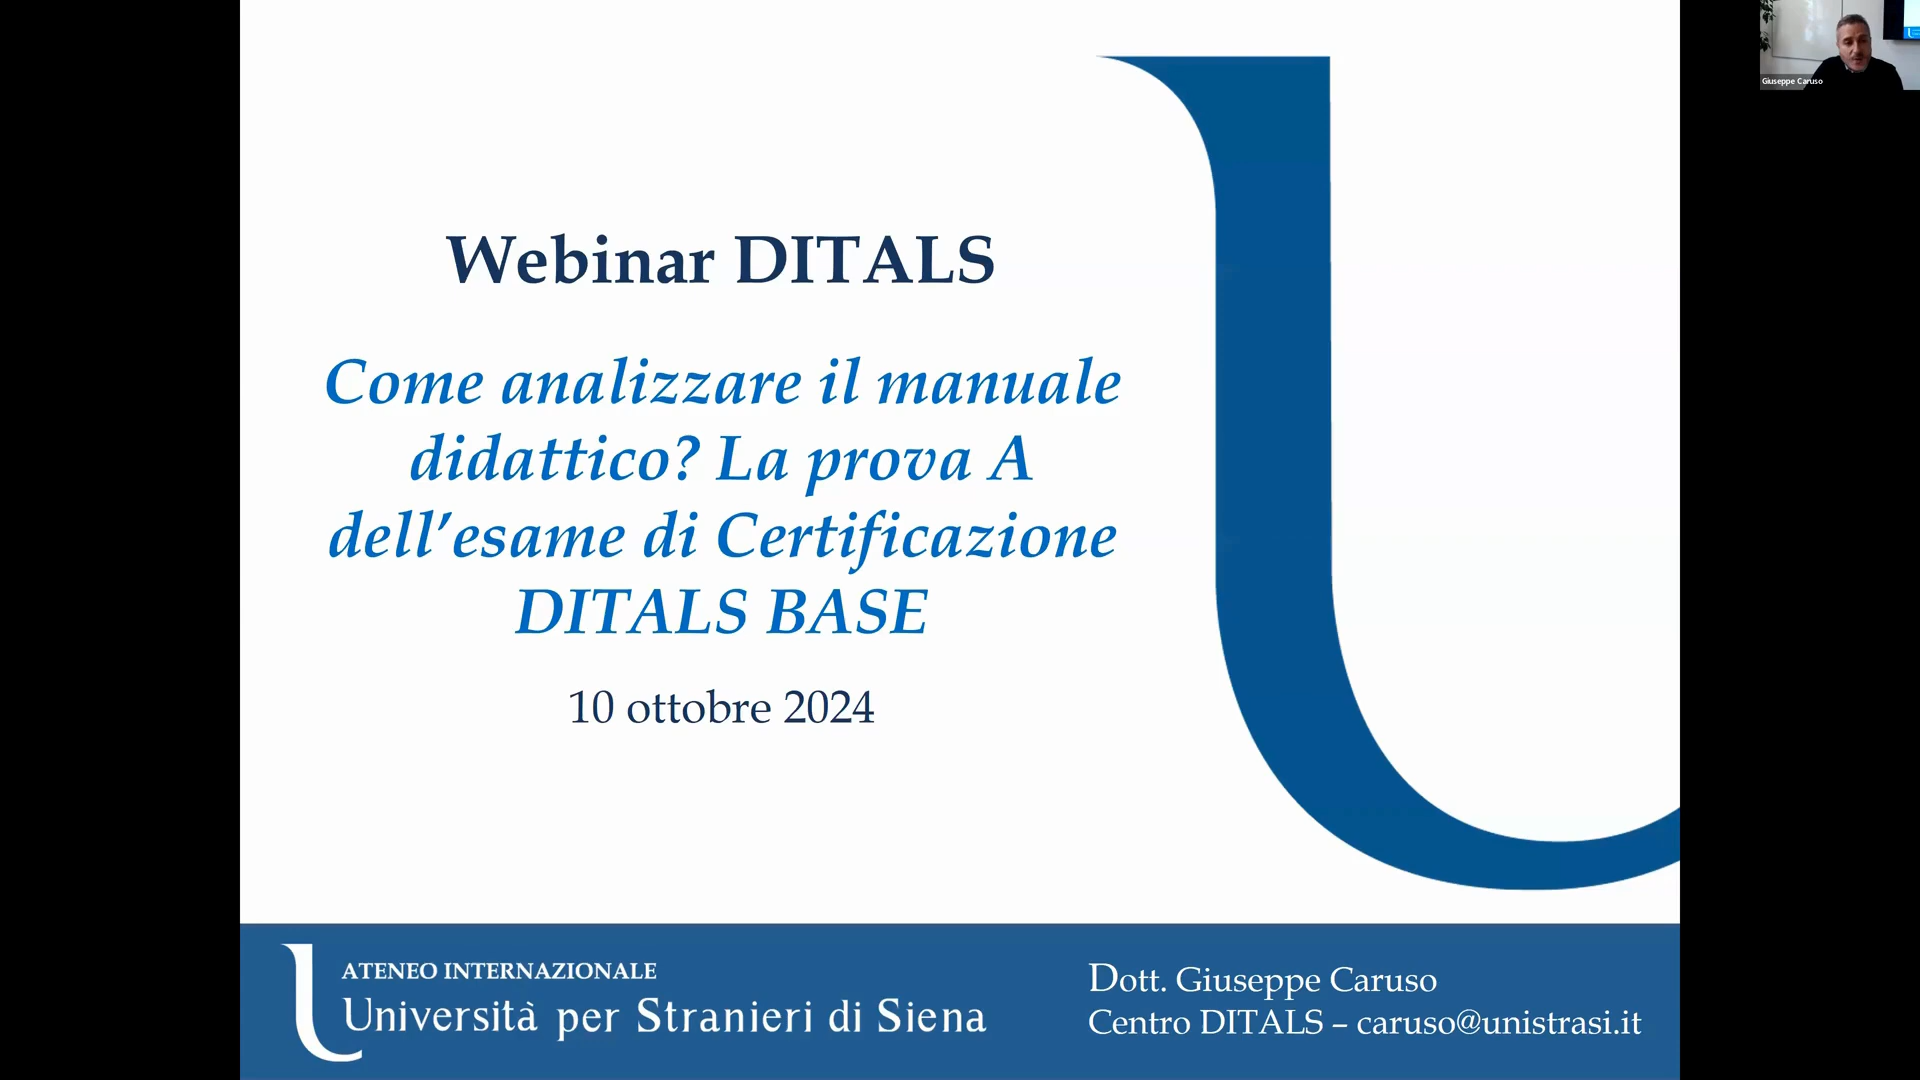 Webinar DITALS
Come analizzare il manuale
didattico? La prova A
dell’esame di Certificazione
DITALS BASE
10 ottobre 2024
ATENEO INTERNAZIONALE
Università per Stranieri di Siena
Dott. Giuseppe Caruso
Centro DITALS – caruso@unistrasi.it
Giuseppe Caruso